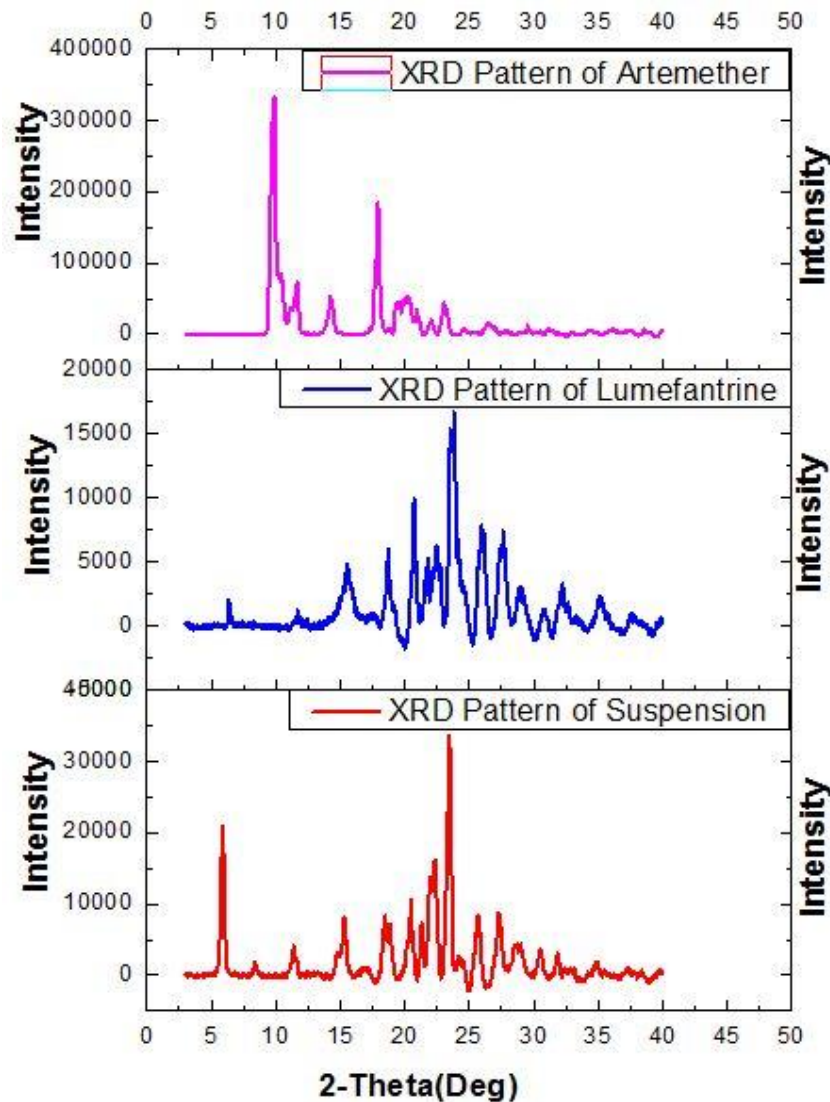 0 5 10 15 20 25 30 35 40 45 50
400000
XRD Pattern of Artemether
300000
200000
100000
0
Intensity
Intensity
20000
XRD Pattern of Lumefantrine
15000
10000
5000
0
Intensity
Intensity
XRD Pattern of Suspension
30000
20000
10000
0
Intensity
Intensity
0 5 10 15 20 25 30 35 40 45 50
2-Theta(Deg)